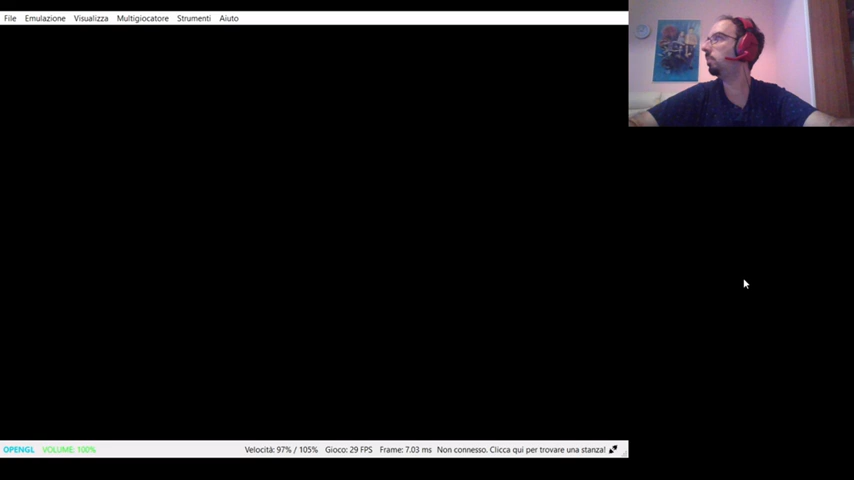 File Emulazione Visualizza Multigiocatore Strumenti Aiuto
OPENGL VOLUME: 100% Velocità: 97% / 105% Gioco: 29 FPS Frame: 7.03 ms Non connesso. Clicca qui per trovare una stanza!